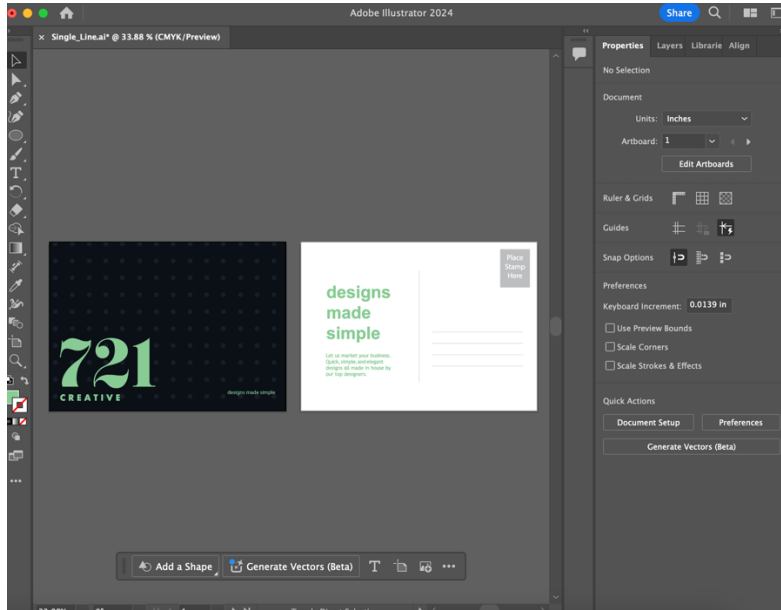 Adobe Illustrator 2024
Share
× Single_Line.ai* @ 33.88 % (CMYK/Preview)
Properties Layers Librarie Align
No Selection
Document
Units: Inches
Artboard: 1
Edit Artboards
Ruler & Grids
Guides
Snap Options
Preferences
Keyboard Increment: 0.0139 in
Use Preview Bounds
Scale Corners
Scale Strokes & Effects
Quick Actions
Document Setup Preferences
Generate Vectors (Beta)
721
CREATIVE
designs made simple
Place
Stamp
Here
designs
made
simple
Let us market your business.
Quick, simple, and elegant
designs all made in house by
our top designers.
Add a Shape Generate Vectors (Beta) T